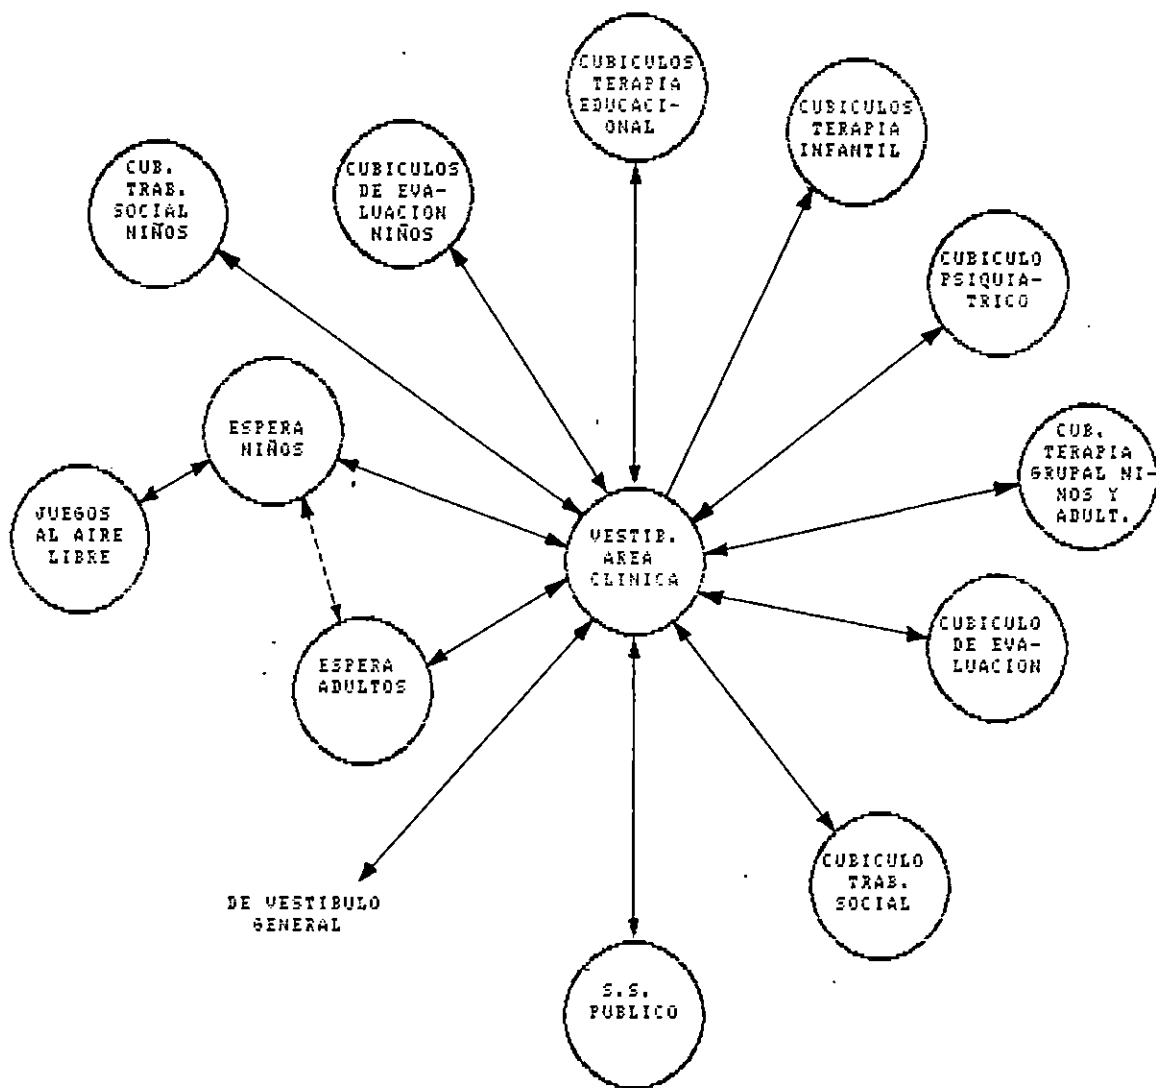 CUBICULOS
TERAPIA
EDUCACI-
ONAL
CUBICULOS
TERAPIA
INFANTIL
CUB.
TRAB.
SOCIAL
NIÑOS
CUBICULOS
DE EVA-
LUACION
NIÑOS
CUBICULO
PSIQUIA-
TRICO
ESPERA
NIÑOS
CUB.
TERAPIA
GRUPAL NI-
ÑOS Y
ADULT.
JUEGOS
AL AIRE
LIBRE
VESTIB.
AREA
CLINICA
CUBICULO
DE EVA-
LUACION
ESPERA
ADULTOS
CUBICULO
TRAB.
SOCIAL
DE VESTIBULO
GENERAL
S.S.
PUBLICO